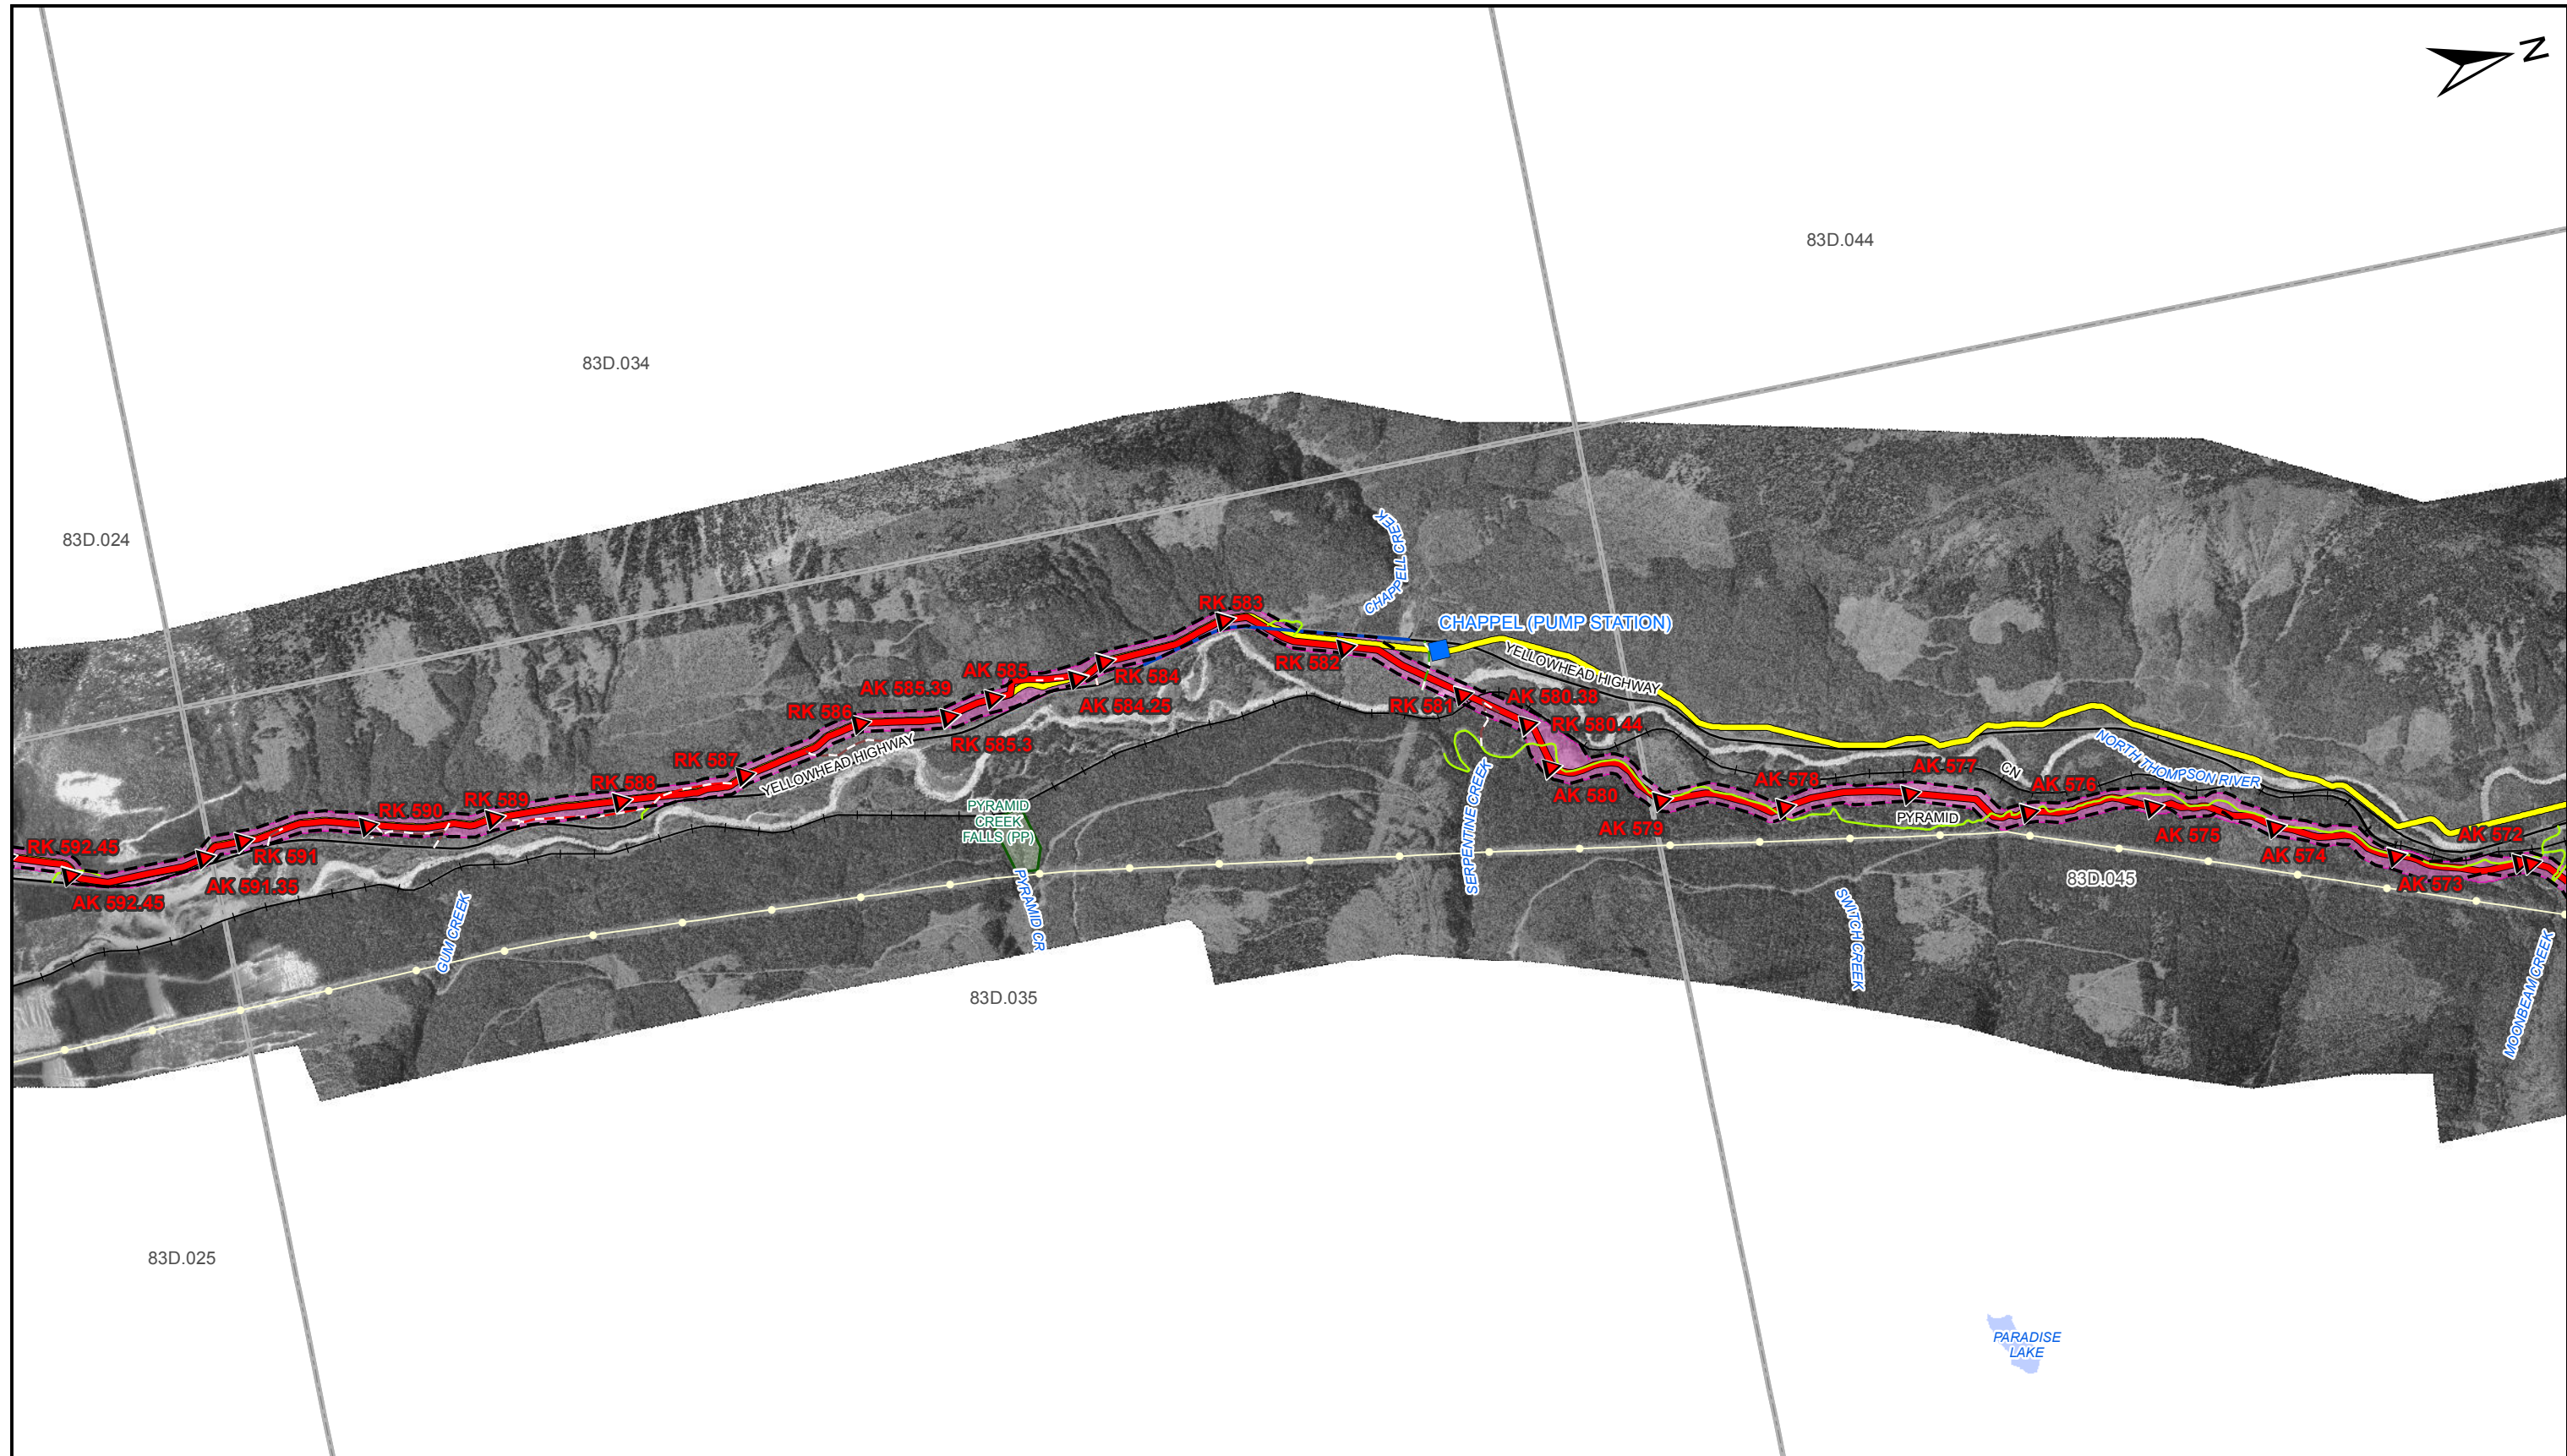 N
83D.044
83D.034
83D.024
CHAPPELL CREEK
RK 583
CHAPPEL (PUMP STATION)
YELLOWHEAD HIGHWAY
RK 582
AK 585
RK 584
AK 585.39
AK 584.25
RK 581
AK 580.38
RK 580.44
RK 586
RK 585.3
YELLOWHEAD HIGHWAY
RK 587
RK 588
RK 589
RK 590
NORTH THOMPSON RIVER
CN
AK 577
AK 578
AK 576
AK 580
PYRAMID
CREEK
FALLS (PP)
SERPENTINE CREEK
PYRAMID
AK 579
AK 575
AK 572
AK 574
RK 592.45
RK 591
AK 591.35
AK 592.45
AK 573
83D.045
PYRAMID CR
GUM CREEK
SWITCH CREEK
MOONBEAM CREEK
83D.035
83D.025
PARADISE
LAKE